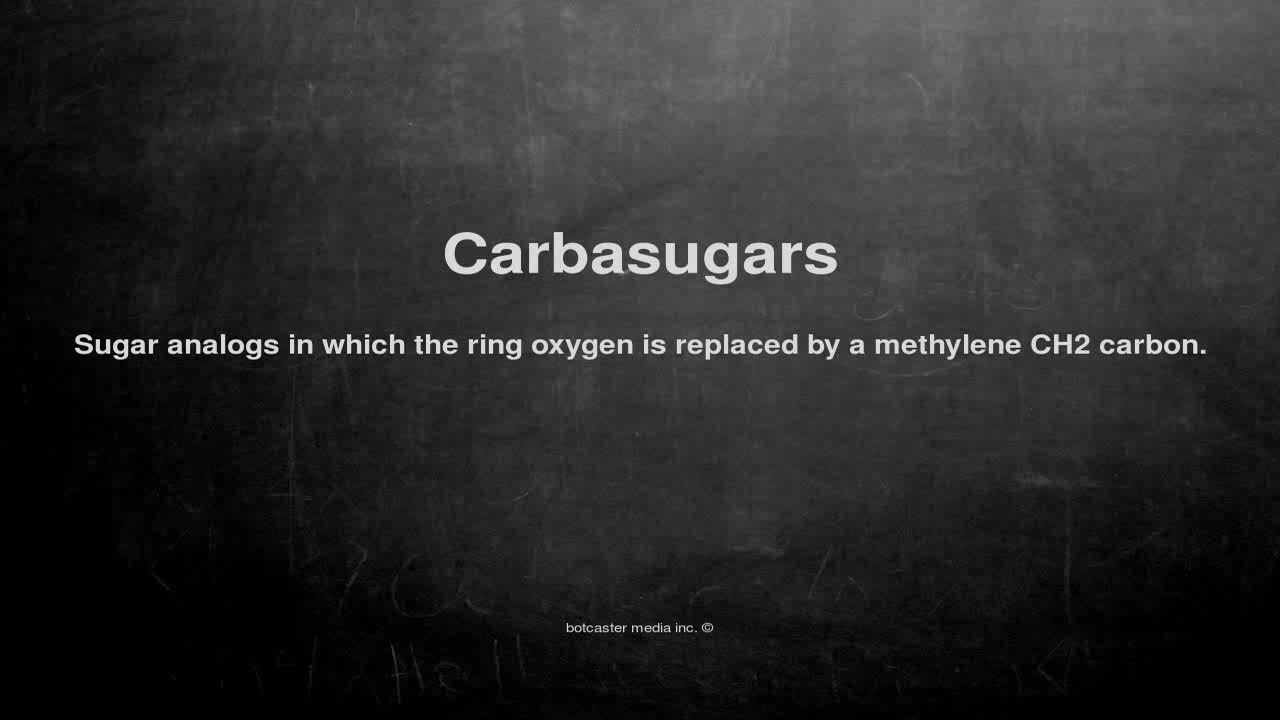 Carbasugars
Sugar analogs in which the ring oxygen is replaced by a methylene CH2 carbon.
botcaster media inc. ©